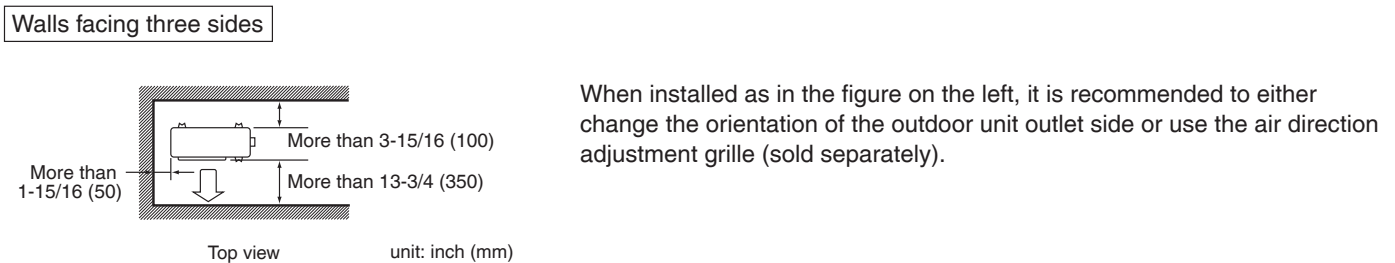 Walls facing three sides
When installed as in the figure on the left, it is recommended to either
change the orientation of the outdoor unit outlet side or use the air direction
adjustment grille (sold separately).
More than 3-15/16 (100)
More than
1-15/16 (50)
More than 13-3/4 (350)
Top view
unit: inch (mm)